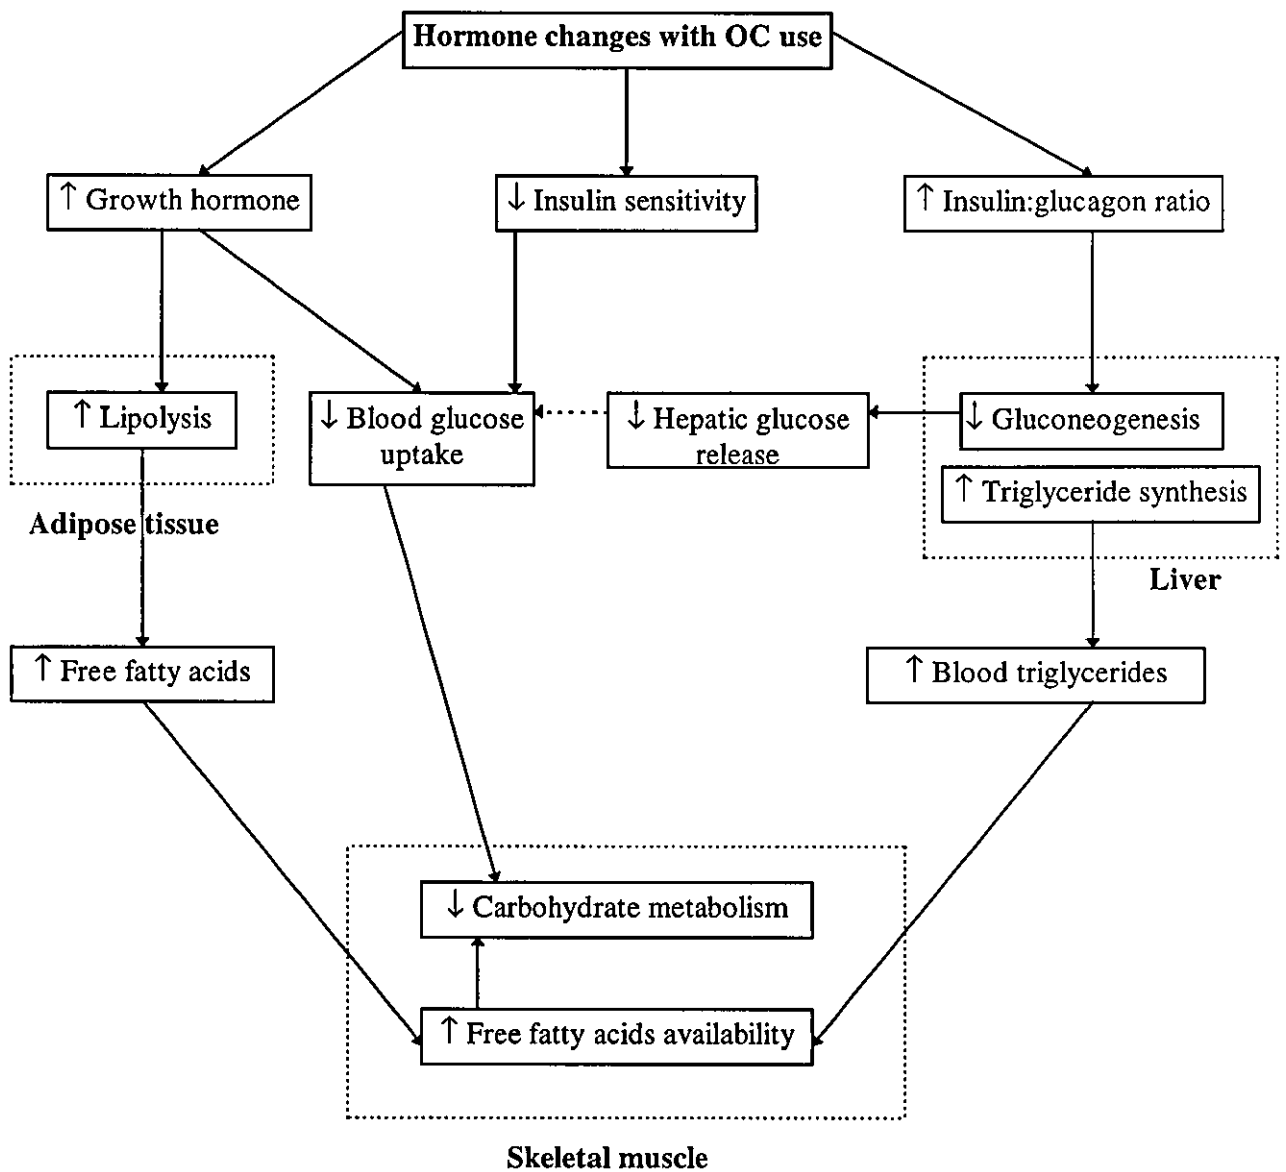 Hormone changes with OC use
↑ Growth hormone
↓ Insulin sensitivity
↑ Insulin:glucagon ratio
↑ Lipolysis
↓ Blood glucose
uptake
↓ Hepatic glucose
release
↓ Gluconeogenesis
↑ Triglyceride synthesis
Adipose tissue
Liver
↑ Free fatty acids
↑ Blood triglycerides
↓ Carbohydrate metabolism
↑ Free fatty acids availability
Skeletal muscle